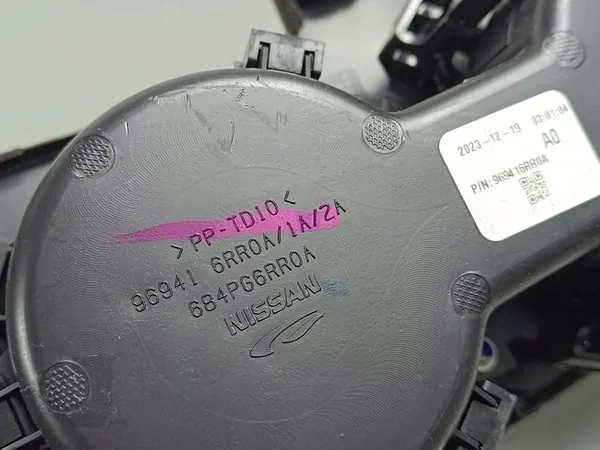 >PP-TD10<
96941 6RR0A/1A/2A
684PG6RR0A
NISSAN
2023-12-19 03:01:04
A0
P/N:969416RR0A